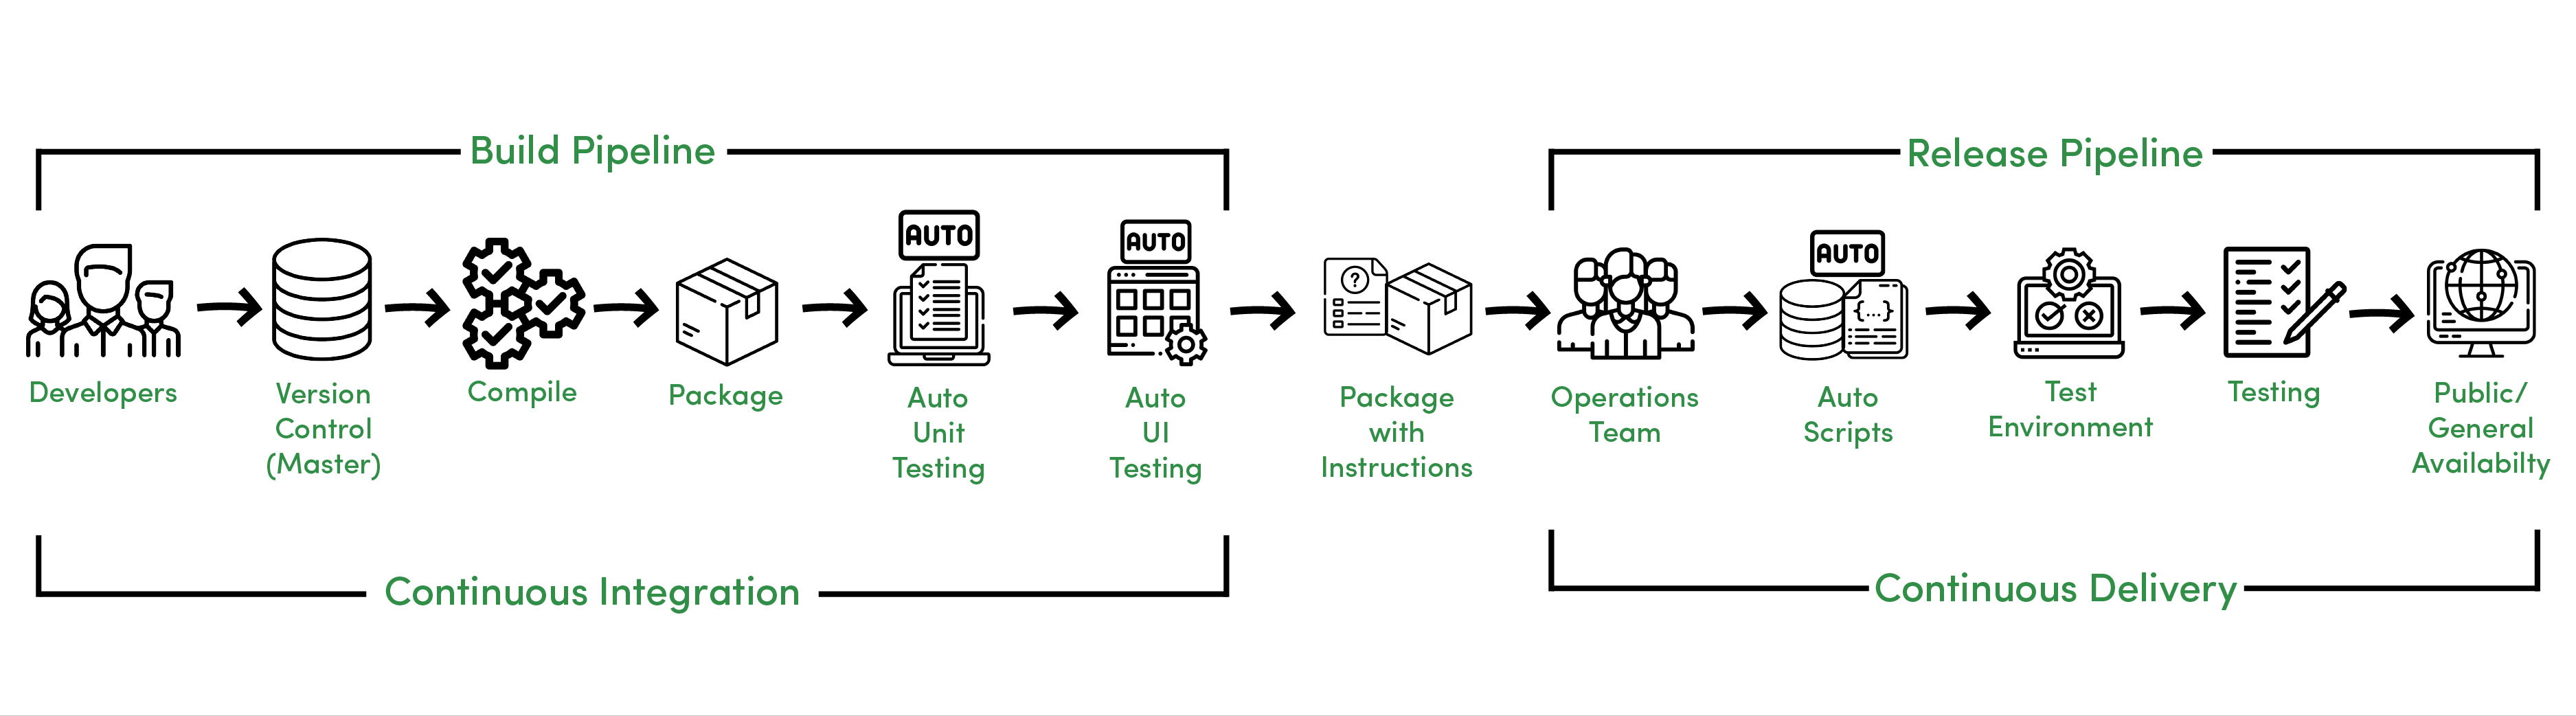 Build Pipeline
Release Pipeline
AUTO
AUTO
AUTO
?
{...}
Developers
Version
Control
(Master)
Compile
Package
Auto
Unit
Testing
Auto
UI
Testing
Package
with
Instructions
Operations
Team
Auto
Scripts
Test
Environment
Testing
Public/
General
Availabilty
Continuous Integration
Continuous Delivery